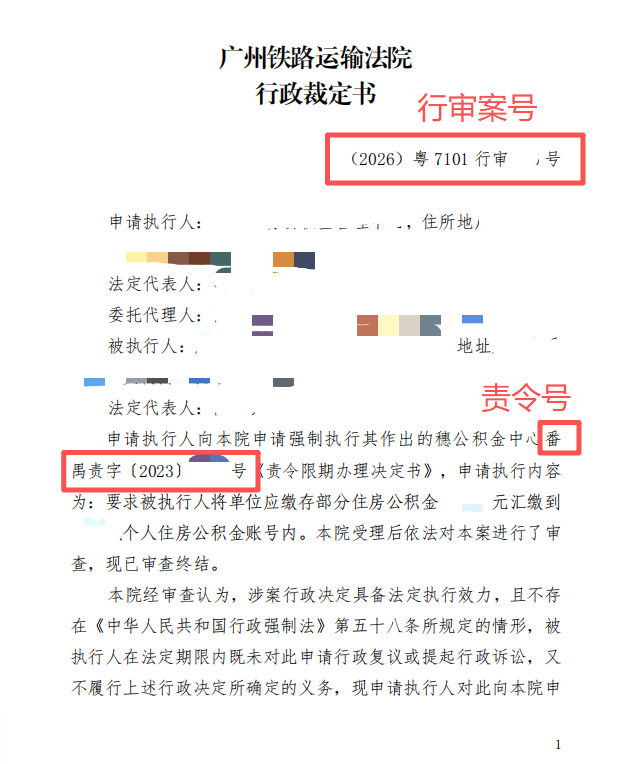 广州铁路运输法院
行政裁定书
行审案号
（2026）粤 7101 行审 号
申请执行人： ，住所地
法定代表人：
委托代理人：
被执行人： 地址
责令号
法定代表人：
申请执行人向本院申请强制执行其作出的穗公积金中心番
禺责字〔2023〕 号《责令限期办理决定书》，申请执行内容
为：要求被执行人将单位应缴存部分住房公积金 元汇缴到
个人住房公积金账号内。本院受理后依法对本案进行了审
查，现已审查终结。
本院经审查认为，涉案行政决定具备法定执行效力，且不存
在《中华人民共和国行政强制法》第五十八条所规定的情形，被
执行人在法定期限内既未对此申请行政复议或提起行政诉讼，又
不履行上述行政决定所确定的义务，现申请执行人对此向本院申
1